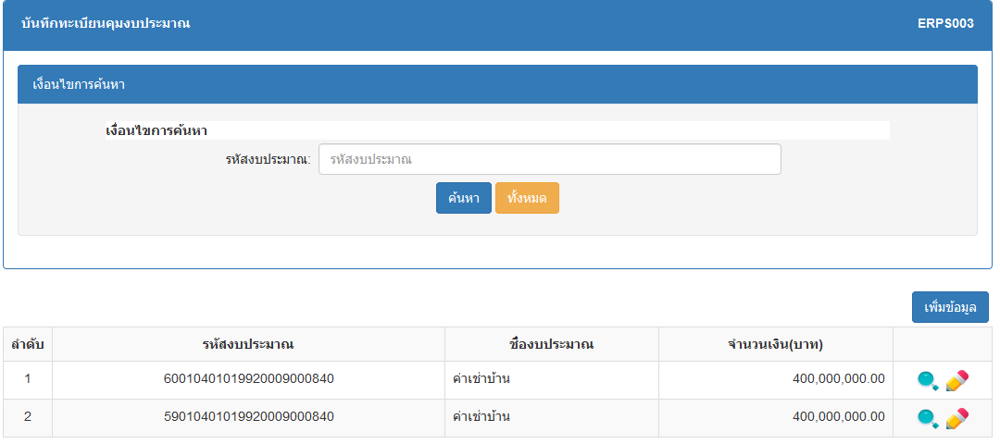 บันทึกทะเบียนคุมงบประมาณ ERPS003
เงื่อนไขการค้นหา
เงื่อนไขการค้นหา
รหัสงบประมาณ: รหัสงบประมาณ
ค้นหา ทั้งหมด
เพิ่มข้อมูล
ลำดับ รหัสงบประมาณ ชื่องบประมาณ จำนวนเงิน(บาท)
1 60010401019920009000840 ค่าเช่าบ้าน 400,000,000.00
2 59010401019920009000840 ค่าเช่าบ้าน 400,000,000.00